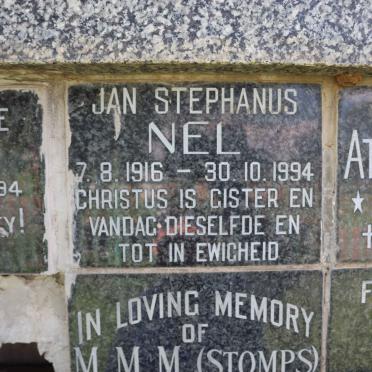 JAN STEPHANUS
NEL
7.8.1916 – 30.10.1994
CHRISTUS IS GISTER EN
VANDAG DIESELFDE EN
TOT IN EWIGHEID
IN LOVING MEMORY
OF
M. M. M. (STOMPS)